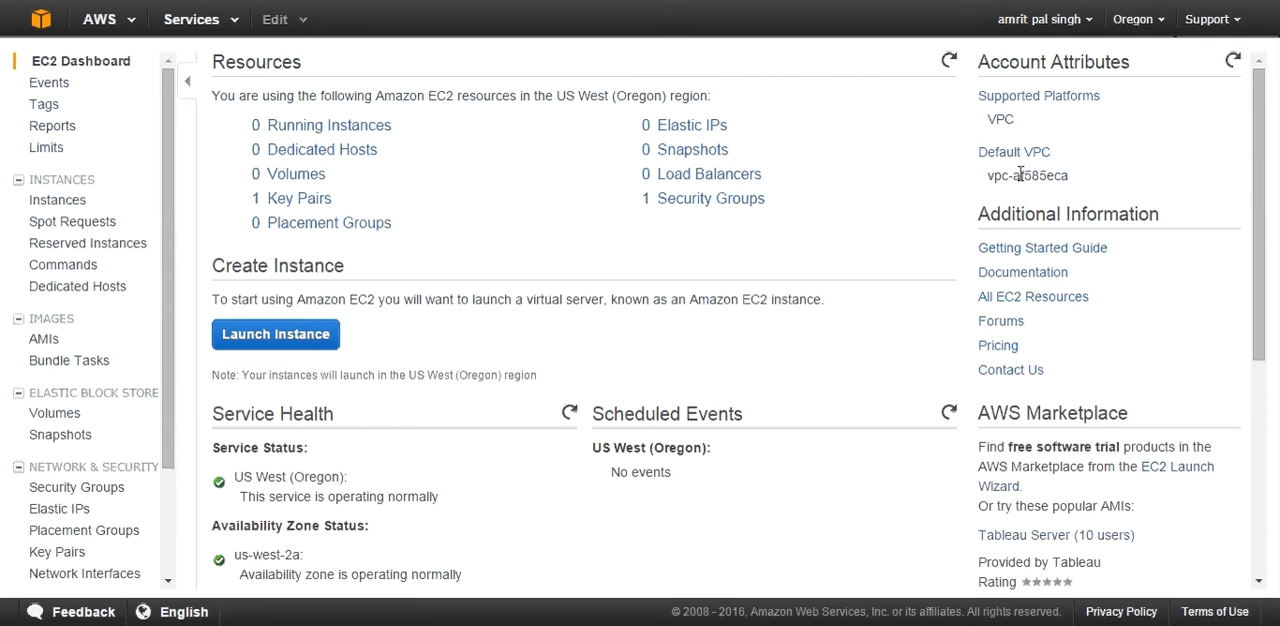 AWS Services Edit amrit pal singh Oregon Support
EC2 Dashboard
Events
Tags
Reports
Limits
INSTANCES
Instances
Spot Requests
Reserved Instances
Commands
Dedicated Hosts
IMAGES
AMIs
Bundle Tasks
ELASTIC BLOCK STORE
Volumes
Snapshots
NETWORK & SECURITY
Security Groups
Elastic IPs
Placement Groups
Key Pairs
Network Interfaces
Resources
You are using the following Amazon EC2 resources in the US West (Oregon) region:
0 Running Instances
0 Dedicated Hosts
0 Volumes
1 Key Pairs
0 Placement Groups
0 Elastic IPs
0 Snapshots
0 Load Balancers
1 Security Groups
Create Instance
To start using Amazon EC2 you will want to launch a virtual server, known as an Amazon EC2 instance.
Launch Instance
Note: Your instances will launch in the US West (Oregon) region
Service Health
Service Status:
US West (Oregon):
This service is operating normally
Availability Zone Status:
us-west-2a:
Availability zone is operating normally
Scheduled Events
US West (Oregon):
No events
Account Attributes
Supported Platforms
VPC
Default VPC
Additional Information
Getting Started Guide
Documentation
All EC2 Resources
Forums
Pricing
Contact Us
AWS Marketplace
Find free software trial products in the
AWS Marketplace from the EC2 Launch
Wizard.
Or try these popular AMIs:
Tableau Server (10 users)
Provided by Tableau
Rating
Feedback English © 2008 - 2016, Amazon Web Services, Inc. or its affiliates. All rights reserved. Privacy Policy Terms of Use